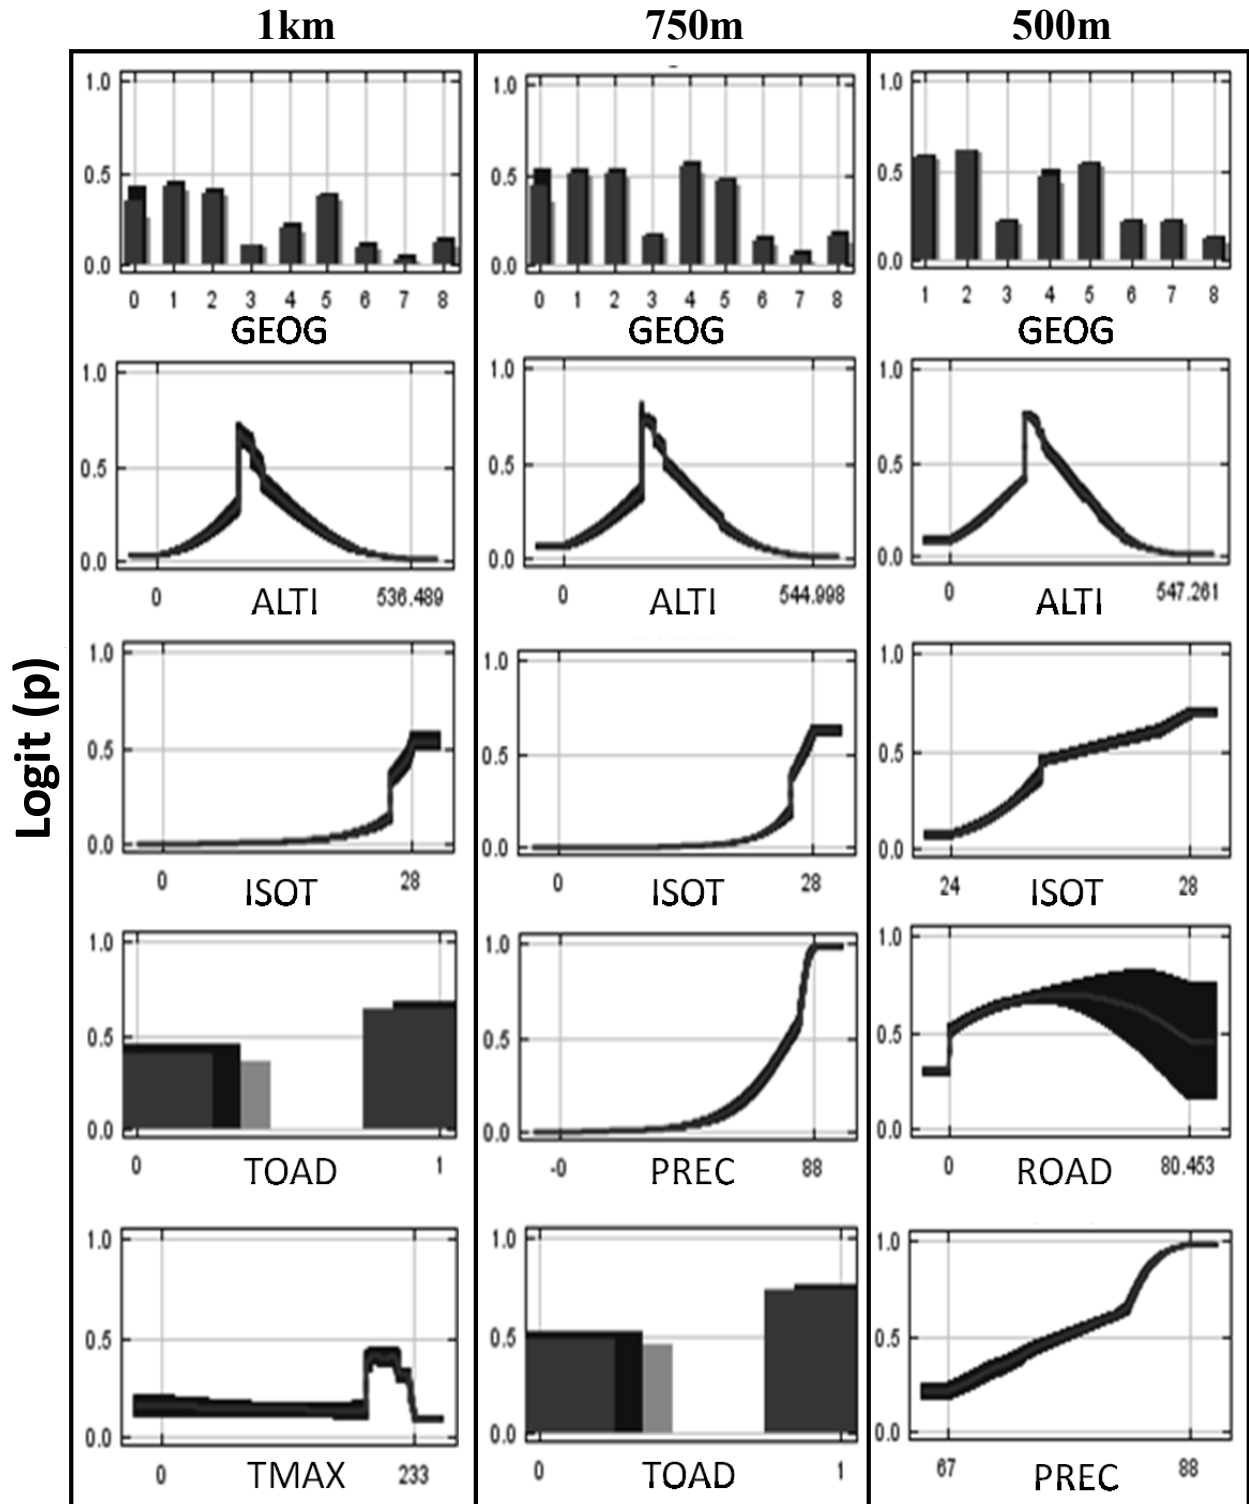 1km 750m 500m
1.0 1.0 1.0
0.5 0.5 0.5
0.0 0.0 0.0
0 1 2 3 4 5 6 7 8 0 1 2 3 4 5 6 7 8 1 2 3 4 5 6 7 8
GEOG GEOG GEOG
1.0 1.0 1.0
0.5 0.5 0.5
0.0 0.0 0.0
0 536.489 0 544.998 0 547.261
ALTI ALTI ALTI
Logit (p)
1.0 1.0 1.0
0.5 0.5 0.5
0.0 0.0 0.0
0 28 0 28 24 28
ISOT ISOT ISOT
1.0 1.0 1.0
0.5 0.5 0.5
0.0 0.0 0.0
0 1 -0 88 0 80.453
TOAD PREC ROAD
1.0 1.0 1.0
0.5 0.5 0.5
0.0 0.0 0.0
0 233 0 1 67 88
TMAX TOAD PREC